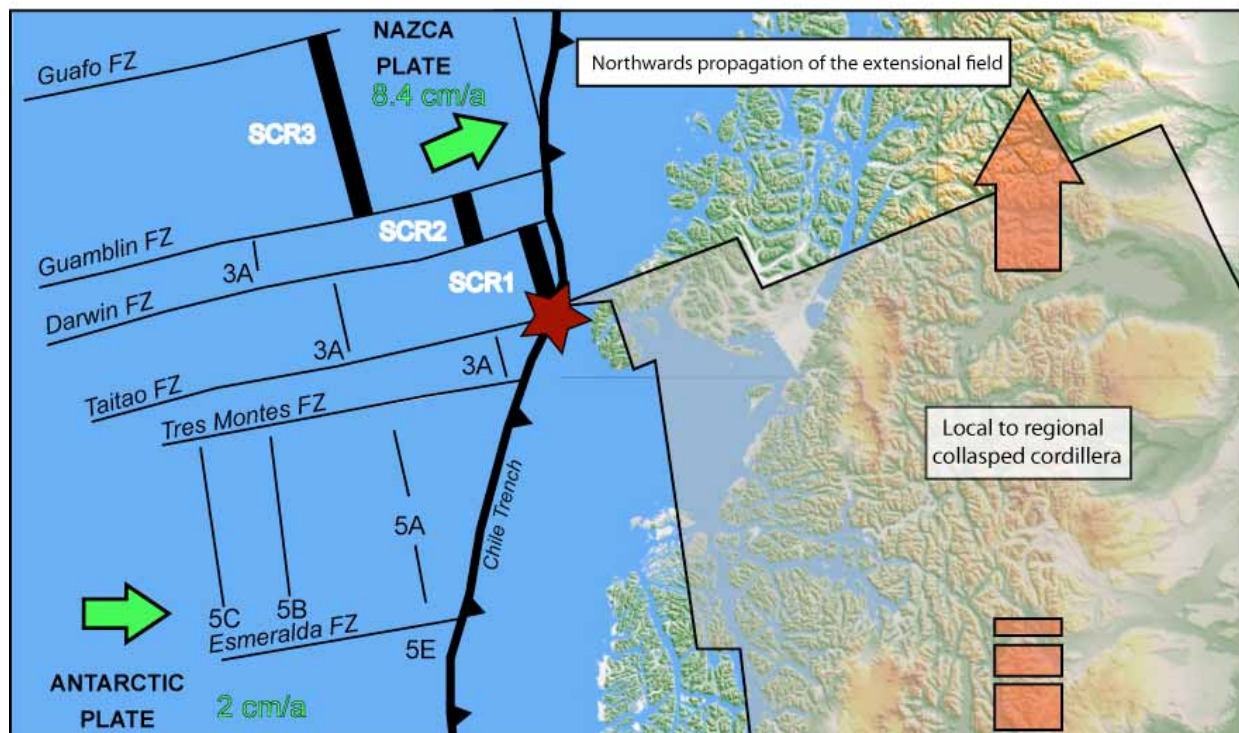 NAZCA
PLATE
8.4 cm/a
Northwards propagation of the extensional field
Guafo FZ
SCR3
Guamblin FZ
SCR2
3A
SCR1
Darwin FZ
3A
3A
Taitao FZ
Tres Montes FZ
Local to regional
collasped cordillera
Chile Trench
5A
5C
5B
Esmeralda FZ
5E
ANTARCTIC
PLATE
2 cm/a